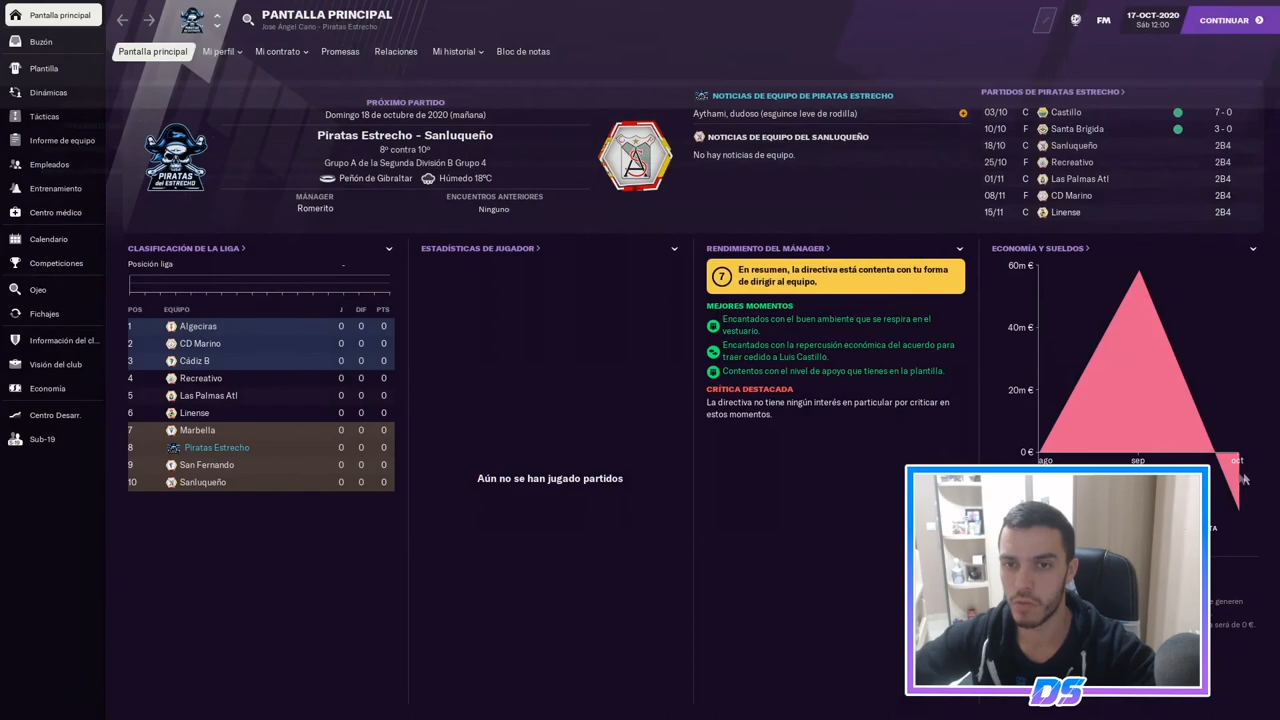 Pantalla principal
Buzón
Plantilla
Dinámicas
Tácticas
Informe de equipo
Empleados
Entrenamiento
Centro médico
Calendario
Competiciones
Ojeo
Fichajes
Información del cl...
Visión del club
Economía
Centro Desarr.
Sub-19
PANTALLA PRINCIPAL
Jose Angel Cano - Piratas Estrecho
FM
17-OCT-2020
Sáb 12:00
CONTINUAR
Pantalla principal
Mi perfil
Mi contrato
Promesas
Relaciones
Mi historial
Bloc de notas
PIRATAS
del ESTRECHO
PRÓXIMO PARTIDO
Domingo 18 de octubre de 2020 (mañana)
Piratas Estrecho - Sanluqueño
8º contra 10º
Grupo A de la Segunda División B Grupo 4
Peñón de Gibraltar
Húmedo 18ºC
MÁNAGER
Romerito
ENCUENTROS ANTERIORES
Ninguno
NOTICIAS DE EQUIPO DE PIRATAS ESTRECHO
Aythami, dudoso (esguince leve de rodilla)
NOTICIAS DE EQUIPO DEL SANLUQUEÑO
No hay noticias de equipo.
PARTIDOS DE PIRATAS ESTRECHO
03/10 C Castillo 7 - 0
10/10 F Santa Brígida 3 - 0
18/10 C Sanluqueño 2B4
25/10 F Recreativo 2B4
01/11 C Las Palmas Atl 2B4
08/11 F CD Marino 2B4
15/11 C Linense 2B4
CLASIFICACIÓN DE LA LIGA
Posición liga -
POS EQUIPO J DIF PTS
1 Algeciras 0 0 0
2 CD Marino 0 0 0
3 Cádiz B 0 0 0
4 Recreativo 0 0 0
5 Las Palmas Atl 0 0 0
6 Linense 0 0 0
7 Marbella 0 0 0
8 Piratas Estrecho 0 0 0
9 San Fernando 0 0 0
10 Sanluqueño 0 0 0
ESTADÍSTICAS DE JUGADOR
Aún no se han jugado partidos
RENDIMIENTO DEL MÁNAGER
7
En resumen, la directiva está contenta con tu forma
de dirigir al equipo.
MEJORES MOMENTOS
Encantados con el buen ambiente que se respira en el
vestuario.
Encantados con la repercusión económica del acuerdo para
traer cedido a Luis Castillo.
Contentos con el nivel de apoyo que tienes en la plantilla.
CRÍTICA DESTACADA
La directiva no tiene ningún interés en particular por criticar en
estos momentos.
ECONOMÍA Y SUELDOS
60m €
40m €
20m €
0 €
ago sep oct
TA
e generen
a será de 0 €.
DS